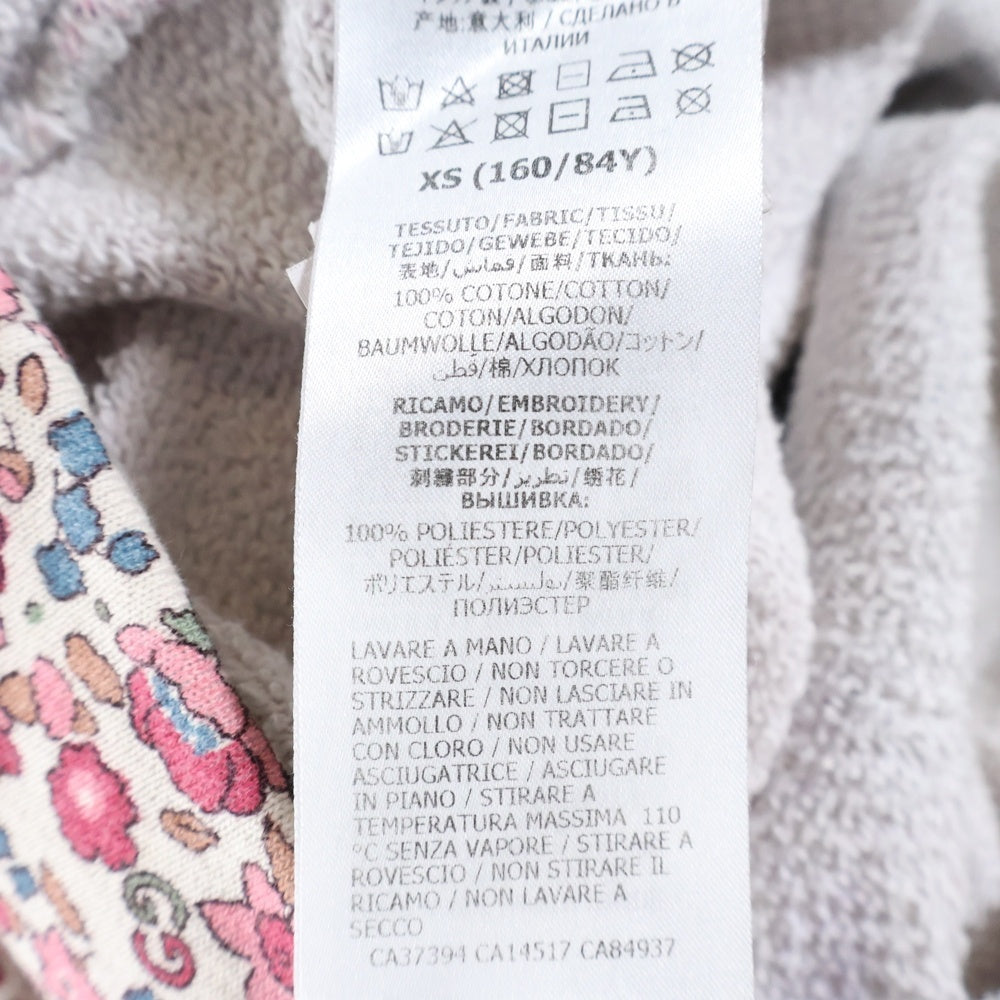 产地:意大利 / СДЕЛАНО В
ИТАЛИИ
XS (160/84Y)
TESSUTO/FABRIC/TISSU/
TEJIDO/GEWEBE/TECIDO/
表地/قماش/面料/ТКАНЬ:
100% COTONE/COTTON/
COTON/ALGODON/
BAUMWOLLE/ALGODÃO/コットン/
قُطن/棉/ХЛОПОК
RICAMO/EMBROIDERY/
BRODERIE/BORDADO/
STICKEREI/BORDADO/
刺繍部分/تطريز/绣花/
ВЫШИВКА:
100% POLIESTERE/POLYESTER/
POLIÉSTER/POLIESTER/
ポリエステル/بوليستر/聚酯纤维/
ПОЛИЭСТЕР
LAVARE A MANO / LAVARE A
ROVESCIO / NON TORCERE O
STRIZZARE / NON LASCIARE IN
AMMOLLO / NON TRATTARE
CON CLORO / NON USARE
ASCIUGATRICE / ASCIUGARE
IN PIANO / STIRARE A
TEMPERATURA MASSIMA 110
°C SENZA VAPORE / STIRARE A
ROVESCIO / NON STIRARE IL
RICAMO / NON LAVARE A
SECCO
CA37394 CA14517 CA84937